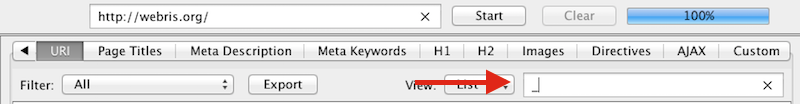 http://webris.org/ × Start Clear 100%
URI Page Titles Meta Description Meta Keywords H1 H2 Images Directives AJAX Custom
Filter: All Export View: List _ ×